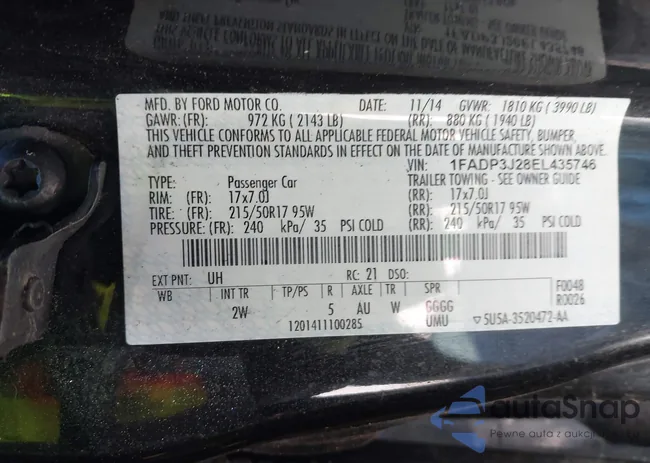 MFD. BY FORD MOTOR CO. DATE: 11/14 GVWR: 1810 KG ( 3990 LB)
GAWR: (FR): 972 KG ( 2143 LB) (RR): 880 KG ( 1940 LB)
THIS VEHICLE CONFORMS TO ALL APPLICABLE FEDERAL MOTOR VEHICLE SAFETY, BUMPER,
AND THEFT PREVENTION STANDARDS IN EFFECT ON THE DATE OF MANUFACTURE SHOWN ABOVE.
VIN: 1FADP3J28EL435746
TYPE: Passenger Car TRAILER TOWING - SEE OWNER GUIDE
RIM: (FR): 17x7.0J (RR): 17x7.0J
TIRE: (FR): 215/50R17 95W (RR): 215/50R17 95W
PRESSURE: (FR): 240 kPa/ 35 PSI COLD (RR): 240 kPa/ 35 PSI COLD
EXT PNT: UH RC: 21 DSO:
WB INT TR TP/PS R AXLE TR SPR F0048
2W 5 AU W GGGG R0026
12014111002​85 UMU 5U5A-3520472-AA
autoSnap
Pewne auta z aukcji